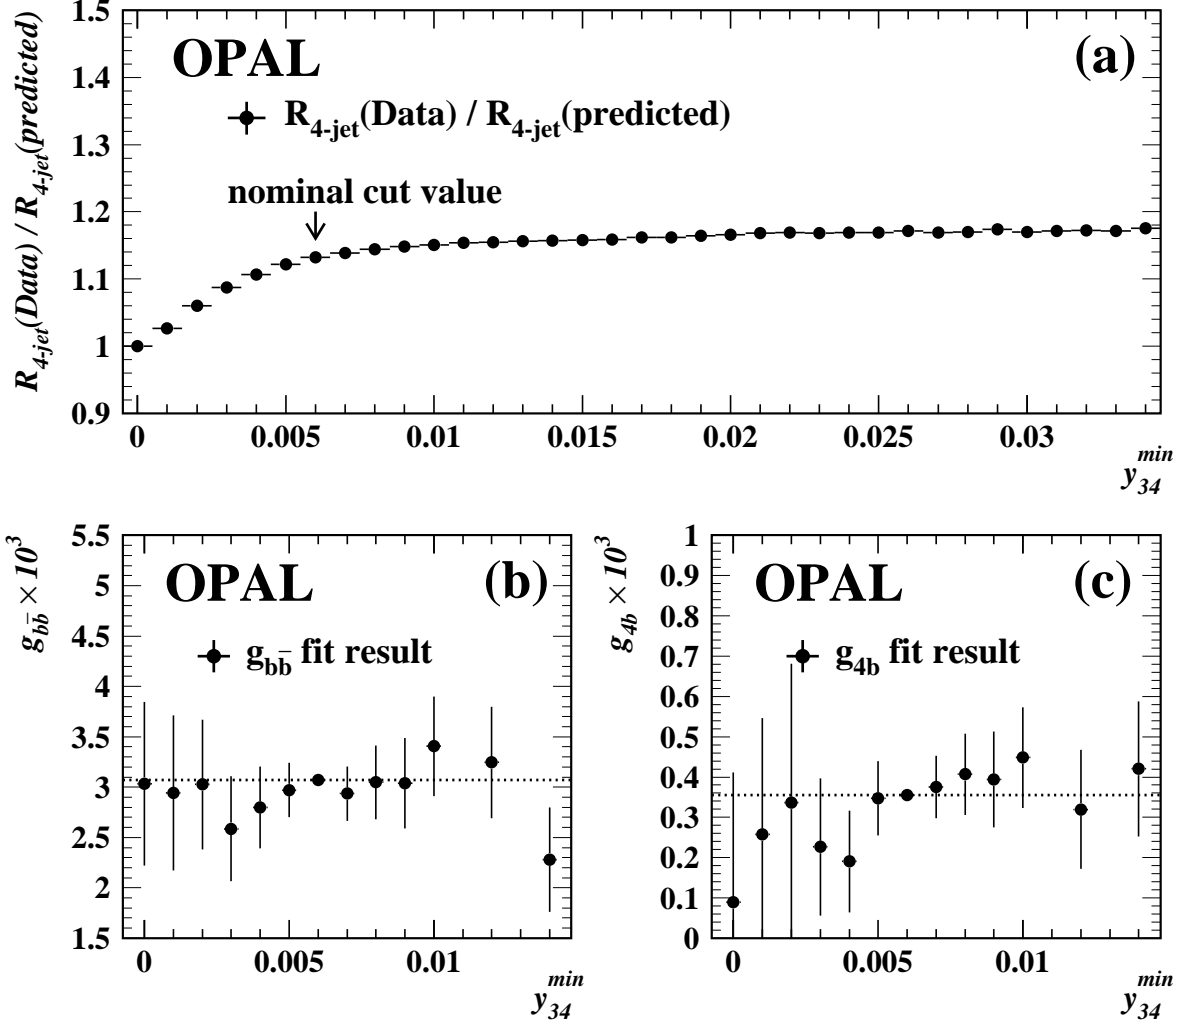 R4-jet(Data) / R4-jet(predicted)
1.5
1.4
1.3
1.2
1.1
1
0.9
OPAL
(a)
R4-jet(Data) / R4-jet(predicted)
nominal cut value
0 0.005 0.01 0.015 0.02 0.025 0.03
y34min
gbb̅ × 10³
5.5
5
4.5
4
3.5
3
2.5
2
1.5
OPAL
(b)
gbb̅ fit result
0 0.005 0.01
y34min
g4b × 10³
1
0.9
0.8
0.7
0.6
0.5
0.4
0.3
0.2
0.1
0
OPAL
(c)
g4b fit result
0 0.005 0.01
y34min